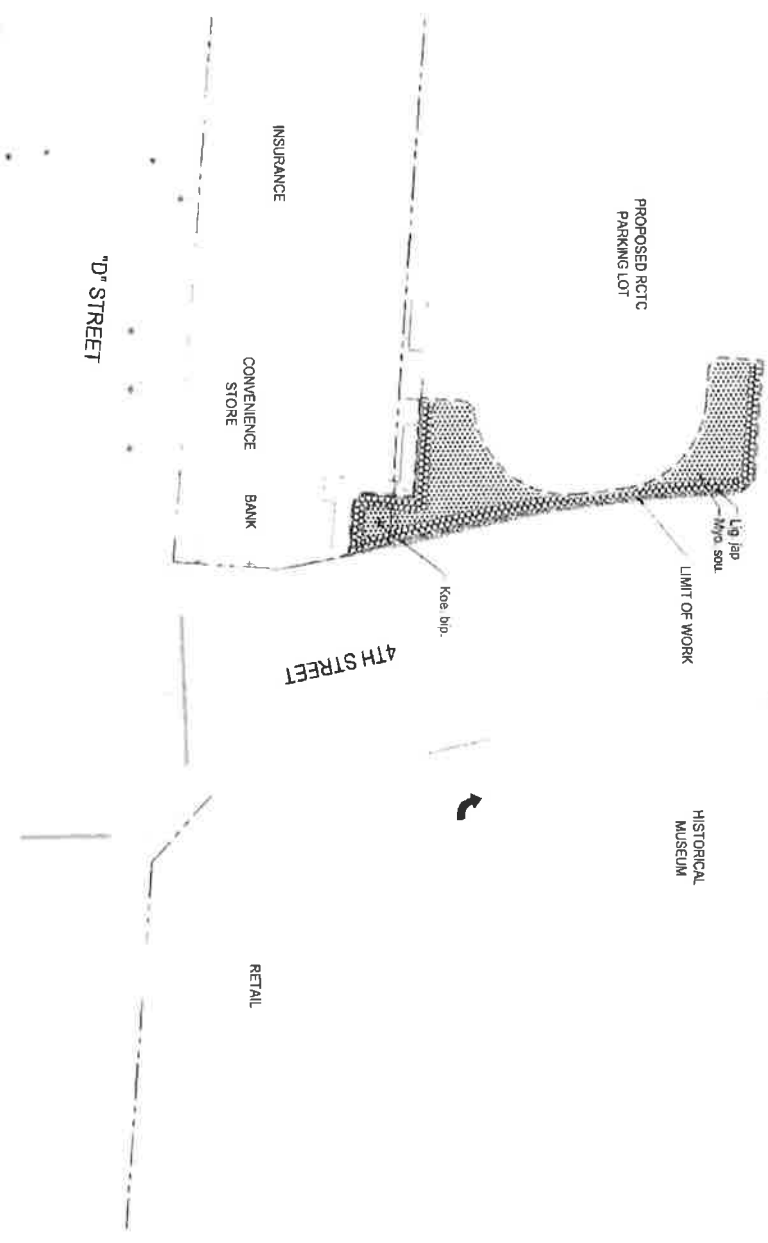 PROPOSED RCTC
PARKING LOT
Lig. jap
Myo. sou.
LIMIT OF WORK
HISTORICAL
MUSEUM
INSURANCE
CONVENIENCE
STORE
BANK
Koe. bip.
4TH STREET
RETAIL
"D" STREET